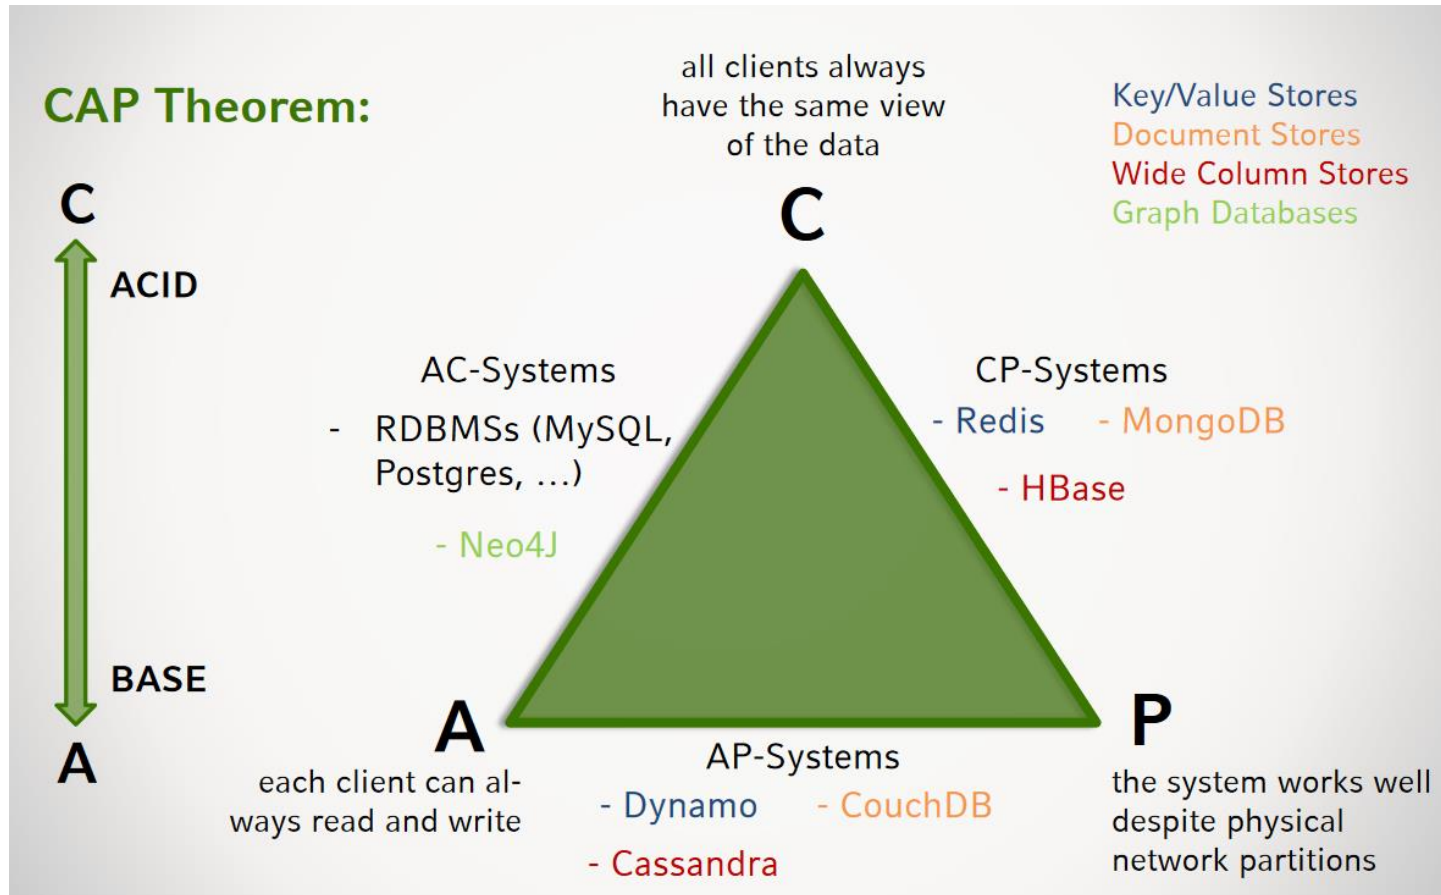 CAP Theorem:
C
ACID
BASE
A
all clients always
have the same view
of the data
C
Key/Value Stores
Document Stores
Wide Column Stores
Graph Databases
AC-Systems
- RDBMSs (MySQL,
Postgres, ...)
- Neo4J
CP-Systems
- Redis - MongoDB
- HBase
A
each client can al-
ways read and write
AP-Systems
- Dynamo - CouchDB
- Cassandra
P
the system works well
despite physical
network partitions